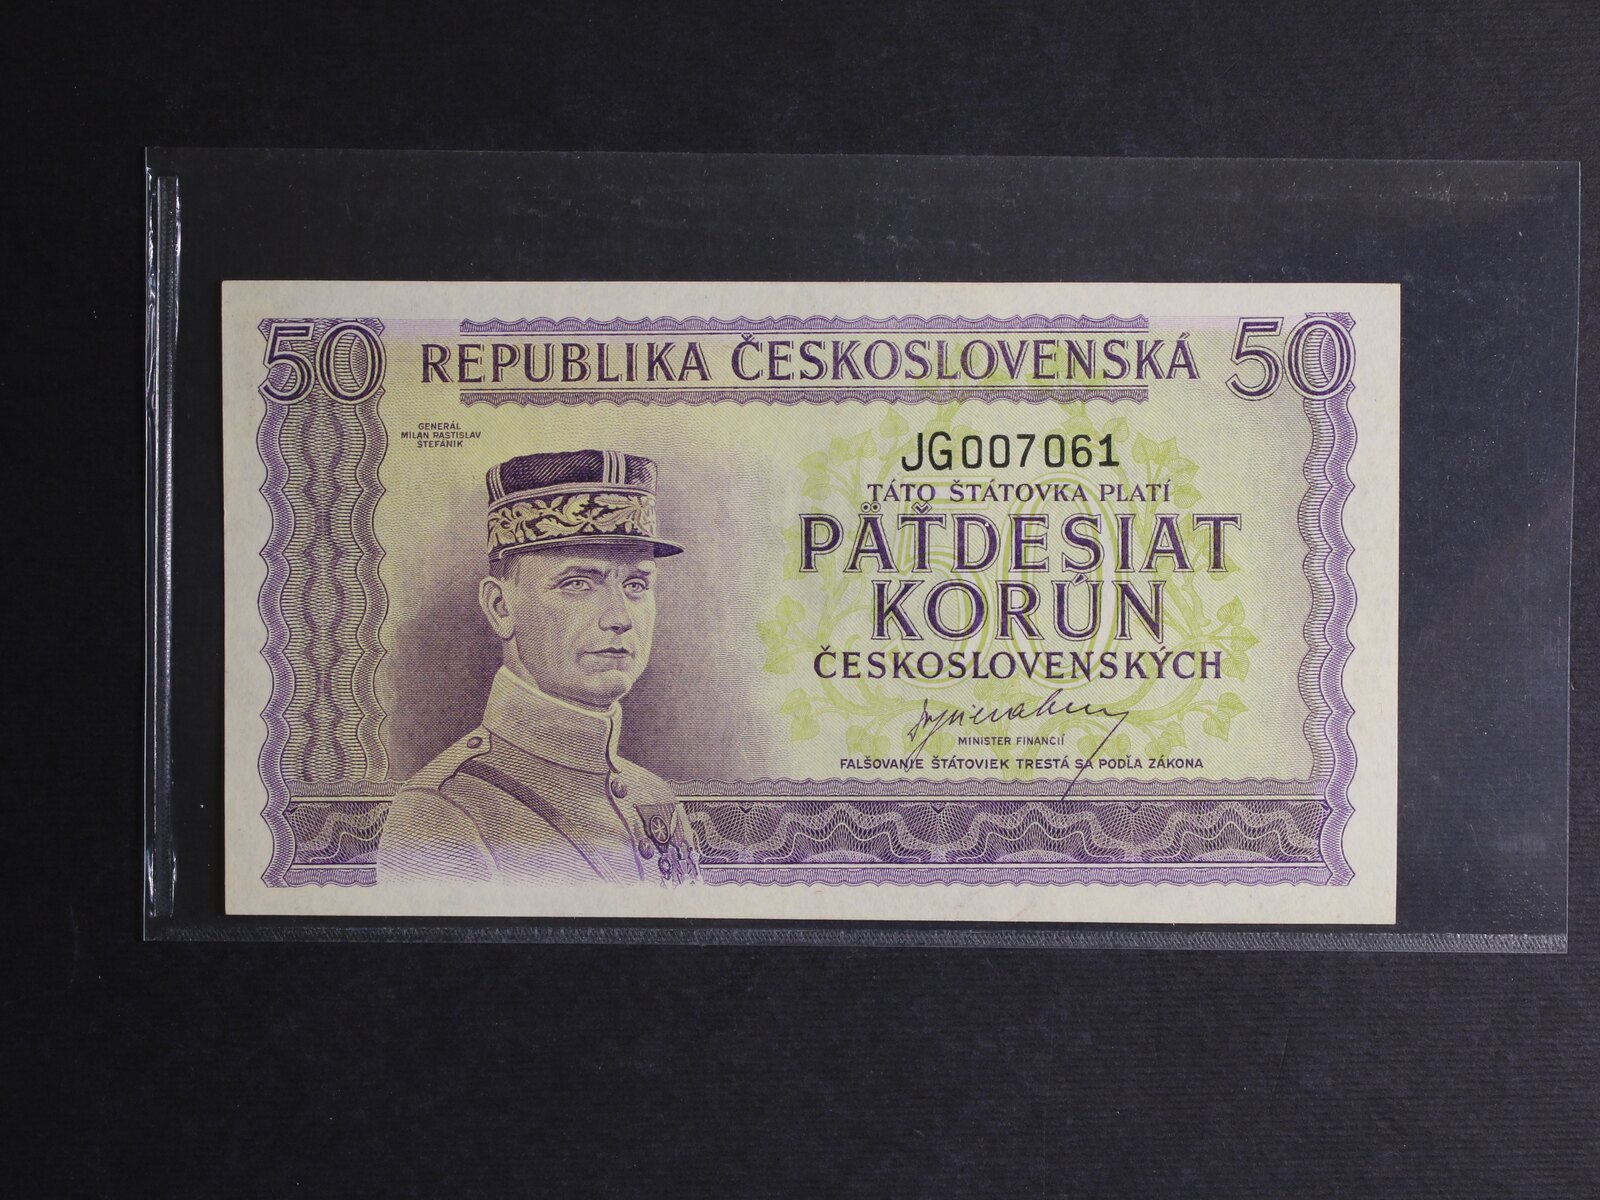 50 REPUBLIKA ČESKOSLOVENSKÁ 50
GENERÁL
MILAN RASTISLAV
ŠTEFÁNIK
JG007061
TÁTO ŠTÁTOVKA PLATÍ
PÄŤDESIAT
KORÚN
ČESKOSLOVENSKÝCH
MINISTER FINANCIÍ
FALŠOVANIE ŠTÁTOVIEK TRESTÁ SA PODĽA ZÁKONA